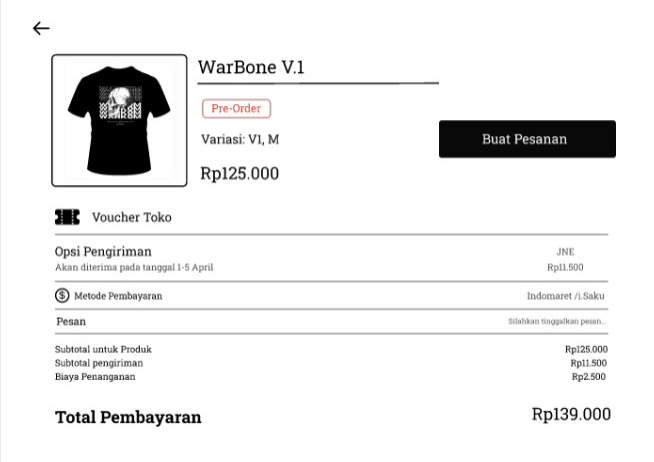 WarBone V.1
Pre-Order
Variasi: V1, M
Buat Pesanan
Rp125.000
Voucher Toko
Opsi Pengiriman
JNE
Akan diterima pada tanggal 1-5 April
Rp11.500
Metode Pembayaran
Indomaret /i.Saku
Pesan
Silahkan tinggalkan pesan...
Subtotal untuk Produk
Rp125.000
Subtotal pengiriman
Rp11.500
Biaya Penanganan
Rp2.500
Total Pembayaran
Rp139.000